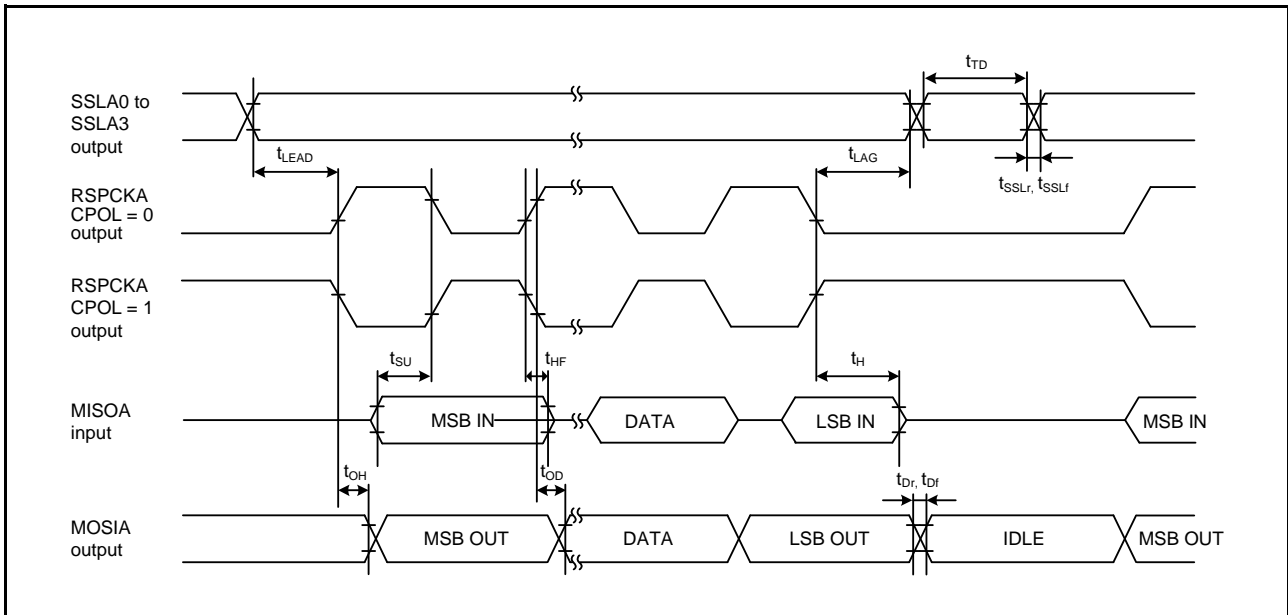 tTD
SSLA0 to
SSLA3
output
tLEAD
tLAG
tSSLr, tSSLf
RSPCKA
CPOL = 0
output
RSPCKA
CPOL = 1
output
tSU
tHF
tH
MISOA
input
MSB IN
DATA
LSB IN
MSB IN
tOH
tOD
tDr, tDf
MOSIA
output
MSB OUT
DATA
LSB OUT
IDLE
MSB OUT